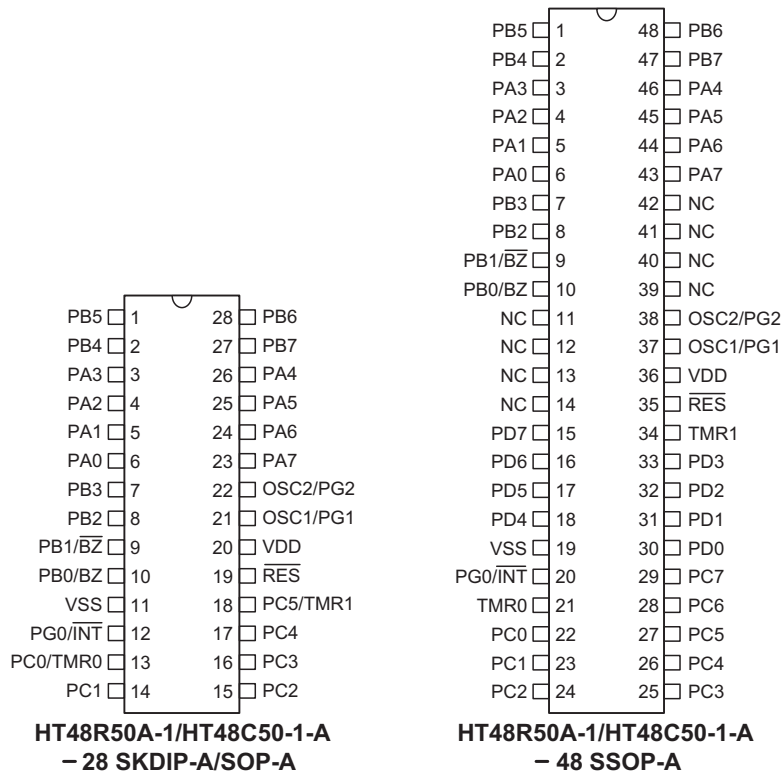 PB5 1 28 PB6
PB4 2 27 PB7
PA3 3 26 PA4
PA2 4 25 PA5
PA1 5 24 PA6
PA0 6 23 PA7
PB3 7 22 OSC2/PG2
PB2 8 21 OSC1/PG1
PB1/B̅Z̅ 9 20 VDD
PB0/BZ 10 19 R̅E̅S̅
VSS 11 18 PC5/TMR1
PG0/I̅N̅T̅ 12 17 PC4
PC0/TMR0 13 16 PC3
PC1 14 15 PC2
HT48R50A-1/HT48C50-1-A
– 28 SKDIP-A/SOP-A
PB5 1 48 PB6
PB4 2 47 PB7
PA3 3 46 PA4
PA2 4 45 PA5
PA1 5 44 PA6
PA0 6 43 PA7
PB3 7 42 NC
PB2 8 41 NC
PB1/B̅Z̅ 9 40 NC
PB0/BZ 10 39 NC
NC 11 38 OSC2/PG2
NC 12 37 OSC1/PG1
NC 13 36 VDD
NC 14 35 R̅E̅S̅
PD7 15 34 TMR1
PD6 16 33 PD3
PD5 17 32 PD2
PD4 18 31 PD1
VSS 19 30 PD0
PG0/I̅N̅T̅ 20 29 PC7
TMR0 21 28 PC6
PC0 22 27 PC5
PC1 23 26 PC4
PC2 24 25 PC3
HT48R50A-1/HT48C50-1-A
– 48 SSOP-A